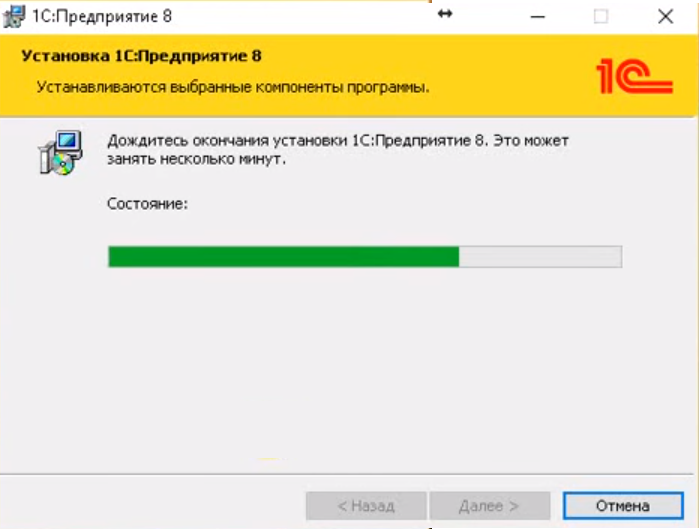 1С:Предприятие 8
Установка 1С:Предприятие 8
Устанавливаются выбранные компоненты программы.
1С
Дождитесь окончания установки 1С:Предприятие 8. Это может
занять несколько минут.
Состояние:
< Назад
Далее >
Отмена